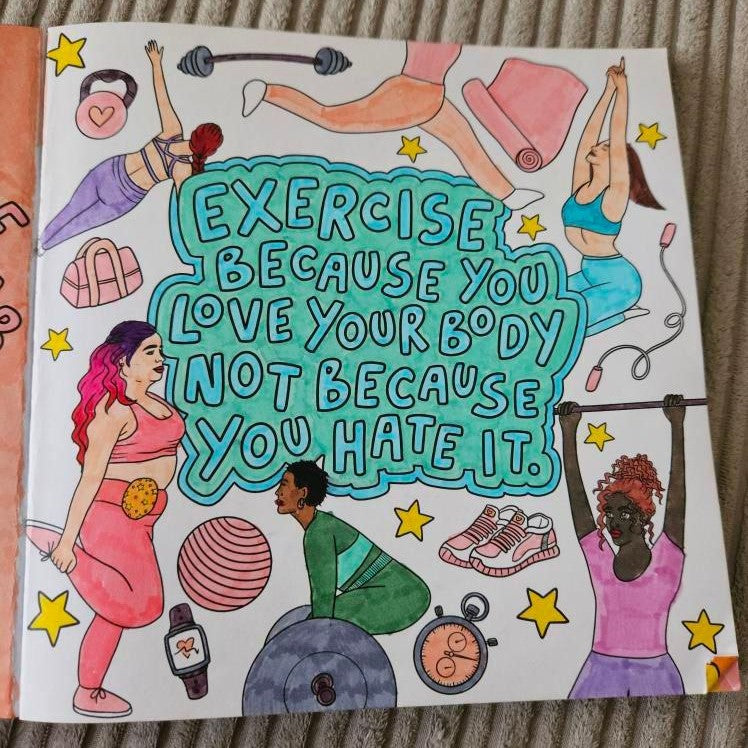 EXERCISE
BECAUSE YOU
LOVE YOUR BODY
NOT BECAUSE
YOU HATE IT.